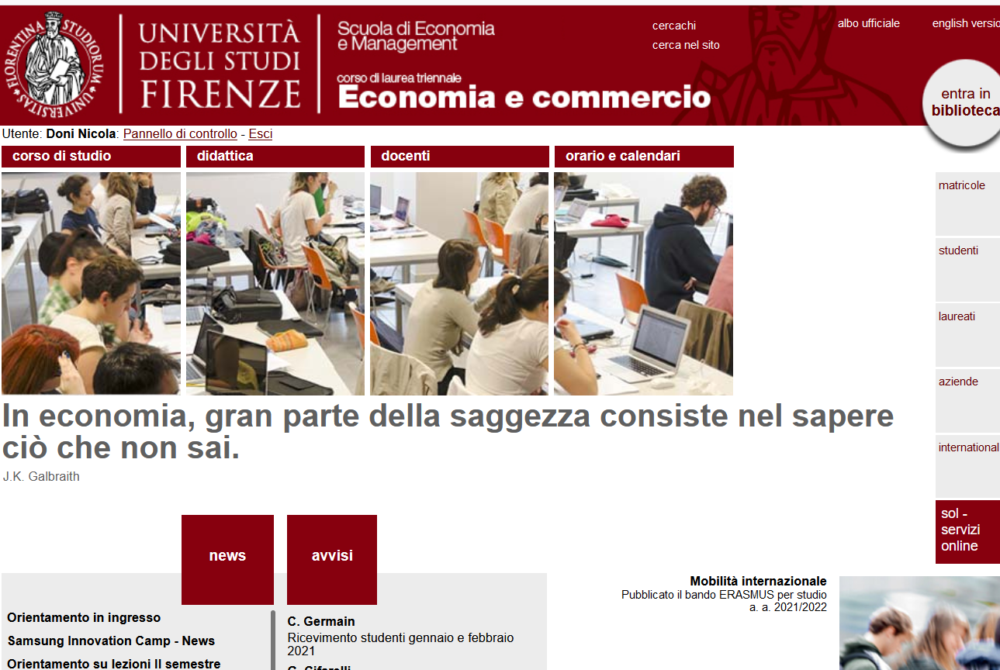 FLORENTINA STUDIORUM UNIVERSITAS
UNIVERSITÀ
DEGLI STUDI
FIRENZE
Scuola di Economia
e Management
corso di laurea triennale
Economia e commercio
cercachi
cerca nel sito
albo ufficiale
english versio
entra in
biblioteca
Utente: Doni Nicola: Pannello di controllo - Esci
corso di studio
didattica
docenti
orario e calendari
matricole
studenti
laureati
aziende
international
sol -
servizi
online
In economia, gran parte della saggezza consiste nel sapere
ciò che non sai.
J.K. Galbraith
news
avvisi
Orientamento in ingresso
Samsung Innovation Camp - News
Orientamento su lezioni II semestre
C. Germain
Ricevimento studenti gennaio e febbraio
2021
Mobilità internazionale
Pubblicato il bando ERASMUS per studio
a. a. 2021/2022